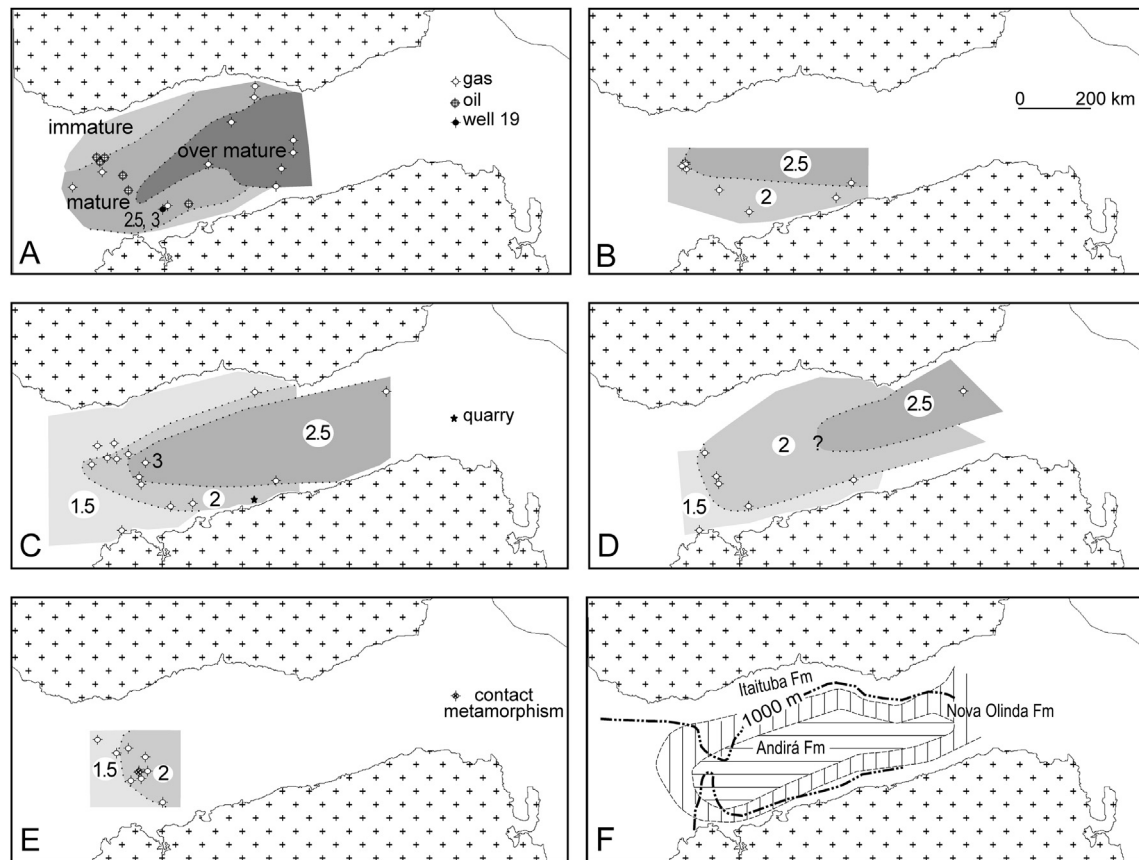 immature
gas
oil
well 19
over mature
mature
2.5, 3
A
0 200 km
2.5
2
B
quarry
2.5
3
1.5
2
C
2.5
2
?
1.5
D
contact
metamorphism
1.5
2
E
Itaituba Fm
1000 m
Nova Olinda Fm
Andirá Fm
F